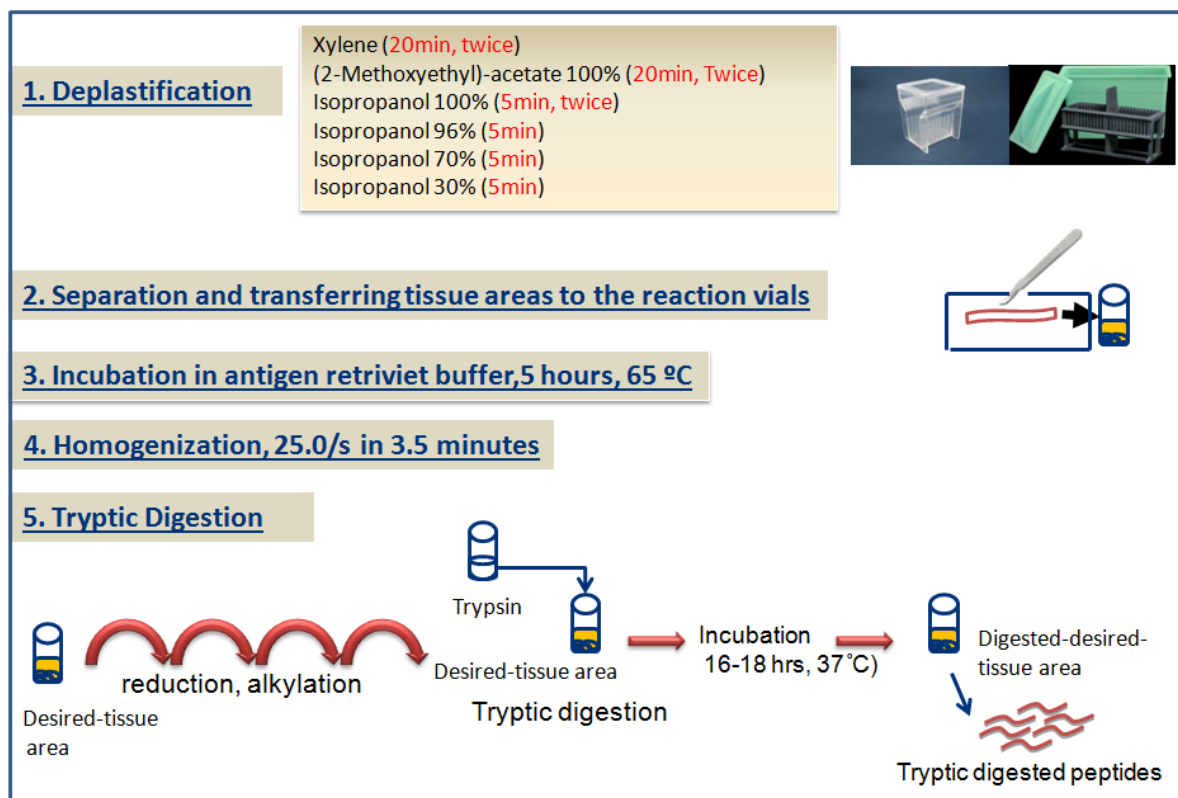 1. Deplastification
Xylene (20min, twice)
(2-Methoxyethyl)-acetate 100% (20min, Twice)
Isopropanol 100% (5min, twice)
Isopropanol 96% (5min)
Isopropanol 70% (5min)
Isopropanol 30% (5min)
2. Separation and transferring tissue areas to the reaction vials
3. Incubation in antigen retriviet buffer,5 hours, 65 ºC
4. Homogenization, 25.0/s in 3.5 minutes
5. Tryptic Digestion
Desired-tissue
area
reduction, alkylation
Trypsin
Desired-tissue area
Tryptic digestion
Incubation
16-18 hrs, 37˚C)
Digested-desired-
tissue area
Tryptic digested peptides